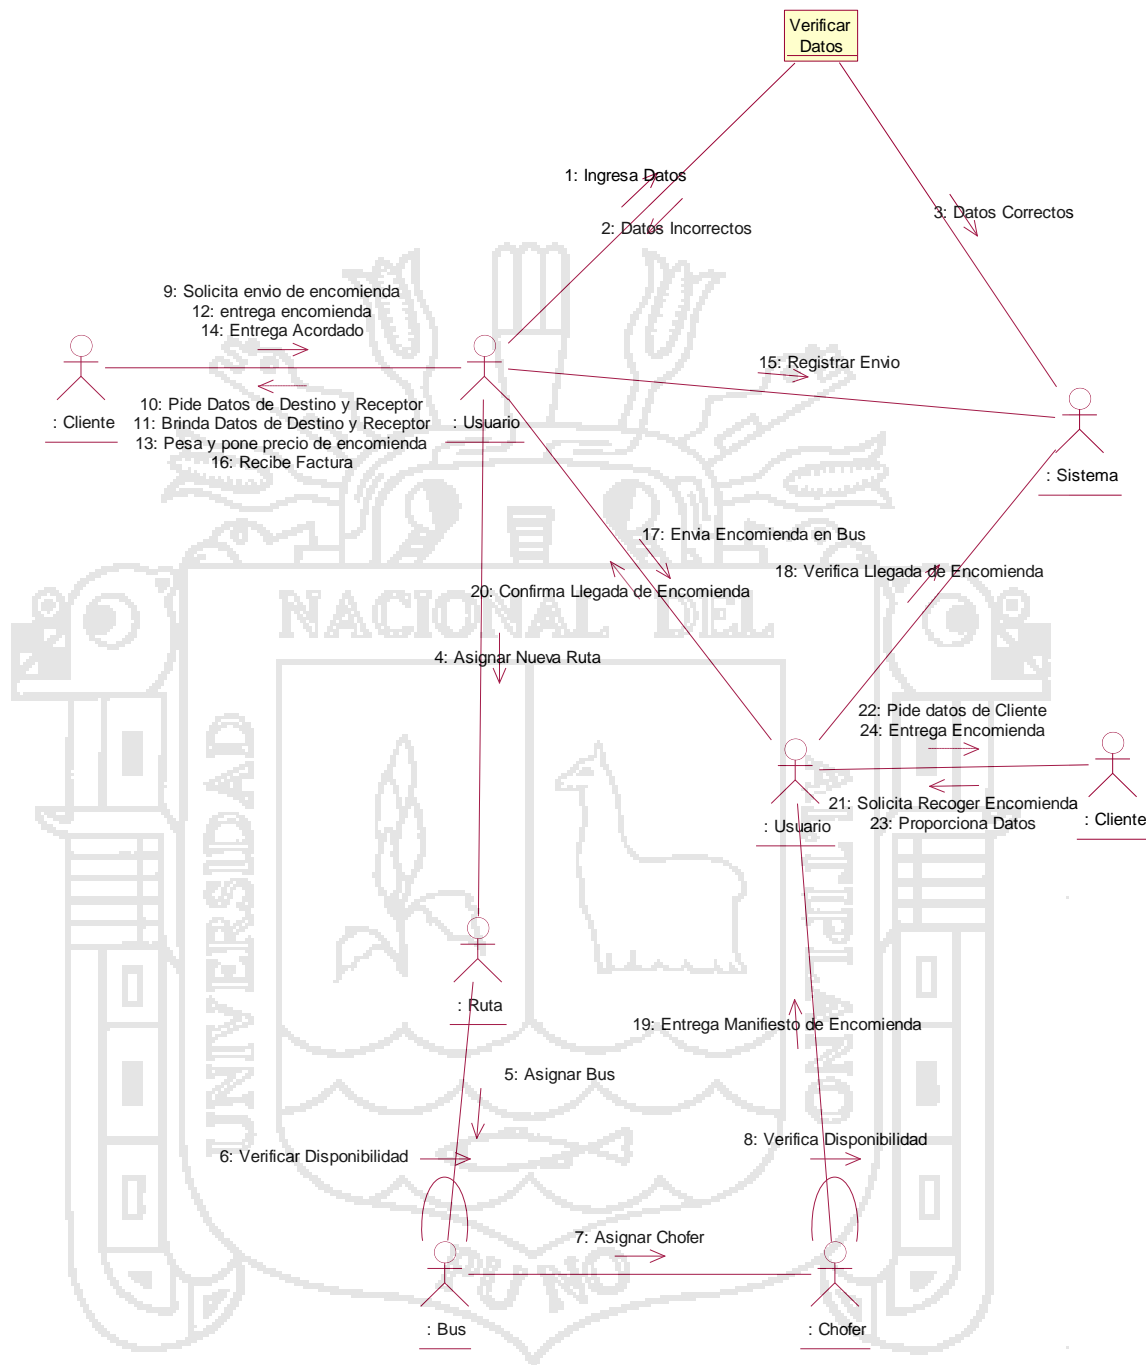 Verificar
Datos
1: Ingresa Datos
2: Datos Incorrectos
3: Datos Correctos
9: Solicita envio de encomienda
12: entrega encomienda
14: Entrega Acordado
15: Registrar Envio
10: Pide Datos de Destino y Receptor
11: Brinda Datos de Destino y Receptor
13: Pesa y pone precio de encomienda
16: Recibe Factura
: Cliente
: Usuario
: Sistema
17: Envia Encomienda en Bus
18: Verifica Llegada de Encomienda
20: Confirma Llegada de Encomienda
NACIONAL DEL
4: Asignar Nueva Ruta
22: Pide datos de Cliente
24: Entrega Encomienda
21: Solicita Recoger Encomienda
23: Proporciona Datos
: Usuario
: Cliente
UNIVERSIDAD
ALTIPLANO
: Ruta
19: Entrega Manifiesto de Encomienda
5: Asignar Bus
6: Verificar Disponibilidad
8: Verifica Disponibilidad
7: Asignar Chofer
PUNO
: Bus
: Chofer